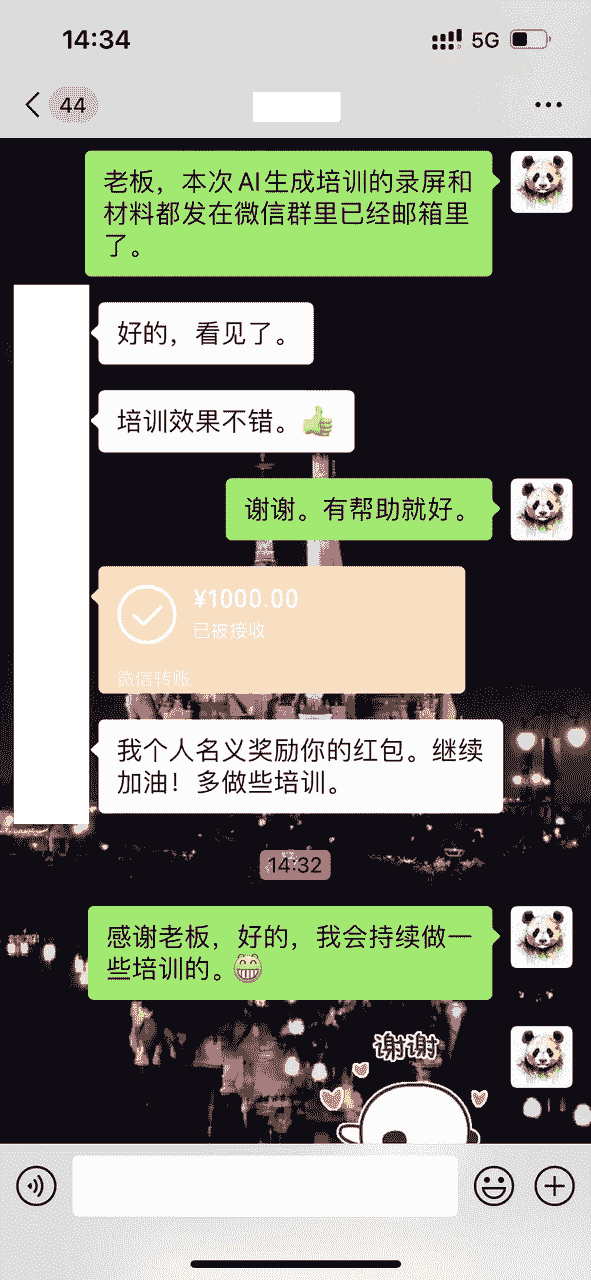 14:34
5G
44
老板，本次AI生成培训的录屏和
材料都发在微信群里已经邮箱里
了。
好的，看见了。
培训效果不错。👍
谢谢。有帮助就好。
¥1000.00
已被接收
微信转账
我个人名义奖励你的红包。继续
加油！多做些培训。
14:32
感谢老板，好的，我会持续做一
些培训的。😁
谢谢